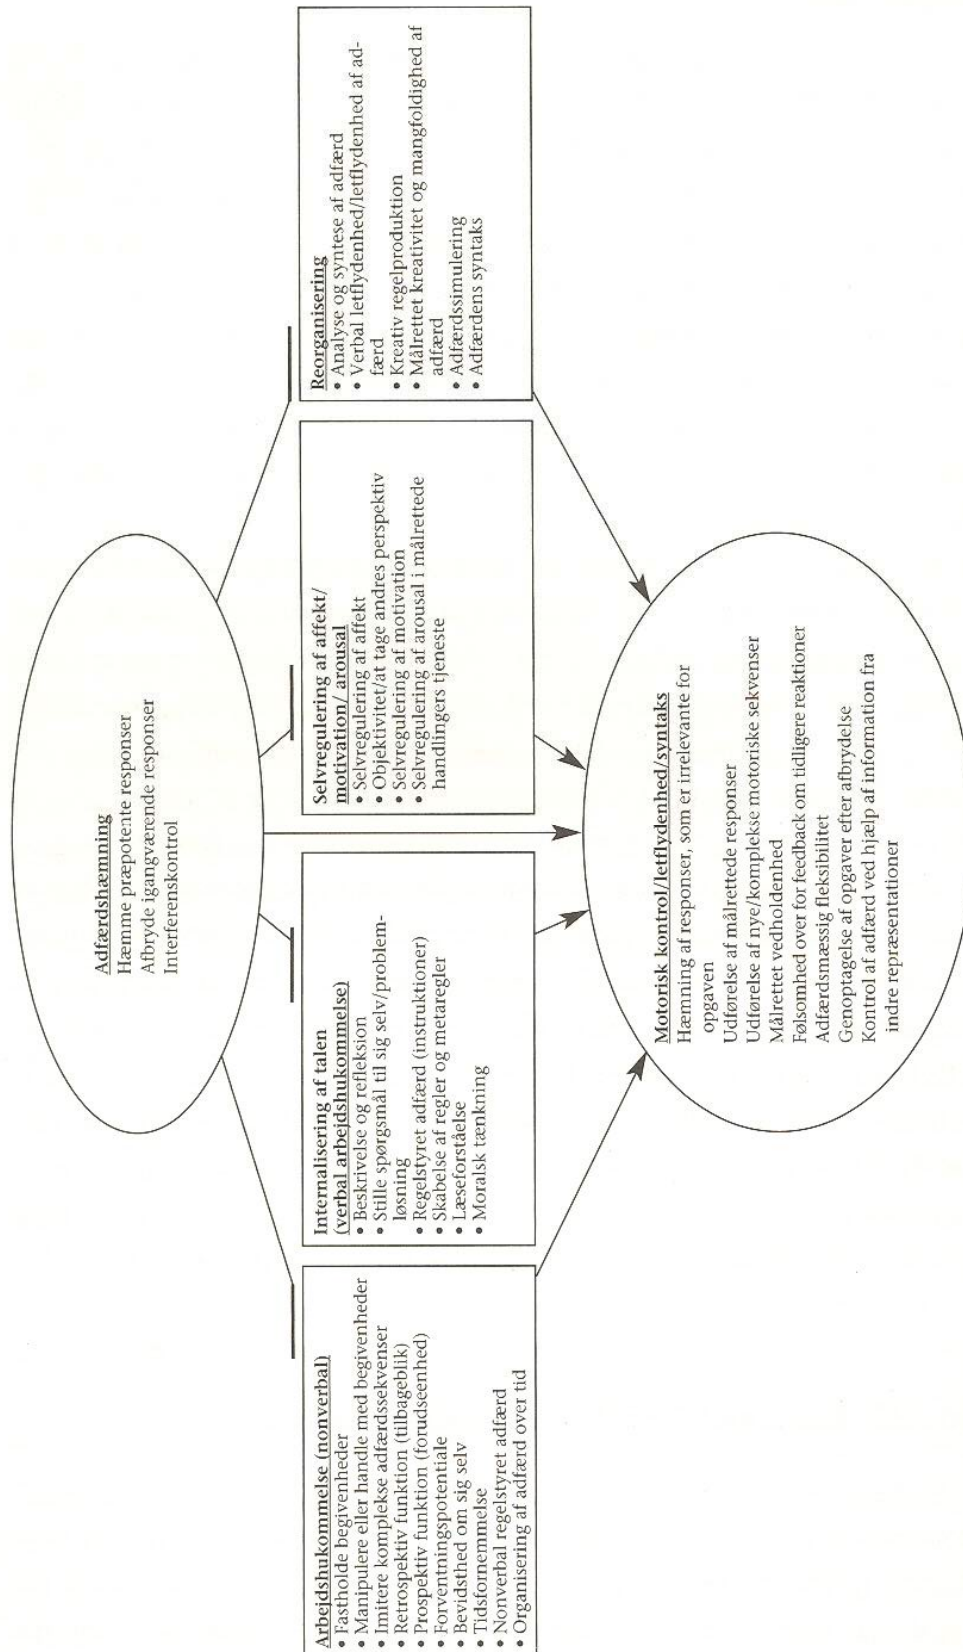 Adfærdshæmning
Hæmme præpotente responser
Afbryde igangværende responser
Interferenskontrol
Arbejdshukommelse (nonverbal)
• Fastholde begivenheder
• Manipulere eller handle med begivenheder
• Imitere komplekse adfærdssekvenser
• Retrospektiv funktion (tilbageblik)
• Prospektiv funktion (forudseenhed)
• Forventningspotentiale
• Bevidsthed om sig selv
• Tidsfornemmelse
• Nonverbal regelstyret adfærd
• Organisering af adfærd over tid
Internalisering af talen
(verbal arbejdshukommelse)
• Beskrivelse og refleksion
• Stille spørgsmål til sig selv/problem-
løsning
• Regelstyret adfærd (instruktioner)
• Skabelse af regler og metaregler
• Læseforståelse
• Moralsk tænkning
Selvregulering af affekt/
motivation/ arousal
• Selvregulering af affekt
• Objektivitet/at tage andres perspektiv
• Selvregulering af motivation
• Selvregulering af arousal i målrettede
handlingers tjeneste
Reorganisering
• Analyse og syntese af adfærd
• Verbal letflydenhed/letflydenhed af ad-
færd
• Kreativ regelproduktion
• Målrettet kreativitet og mangfoldighed af
adfærd
• Adfærdssimulering
• Adfærdens syntaks
Motorisk kontrol/letflydenhed/syntaks
Hæmning af responser, som er irrelevante for
opgaven
Udførelse af målrettede responser
Udførelse af nye/komplekse motoriske sekvenser
Målrettet vedholdenhed
Følsomhed over for feedback om tidligere reaktioner
Adfærdsmæssig fleksibilitet
Genoptagelse af opgaver efter afbrydelse
Kontrol af adfærd ved hjælp af information fra
indre repræsentationer